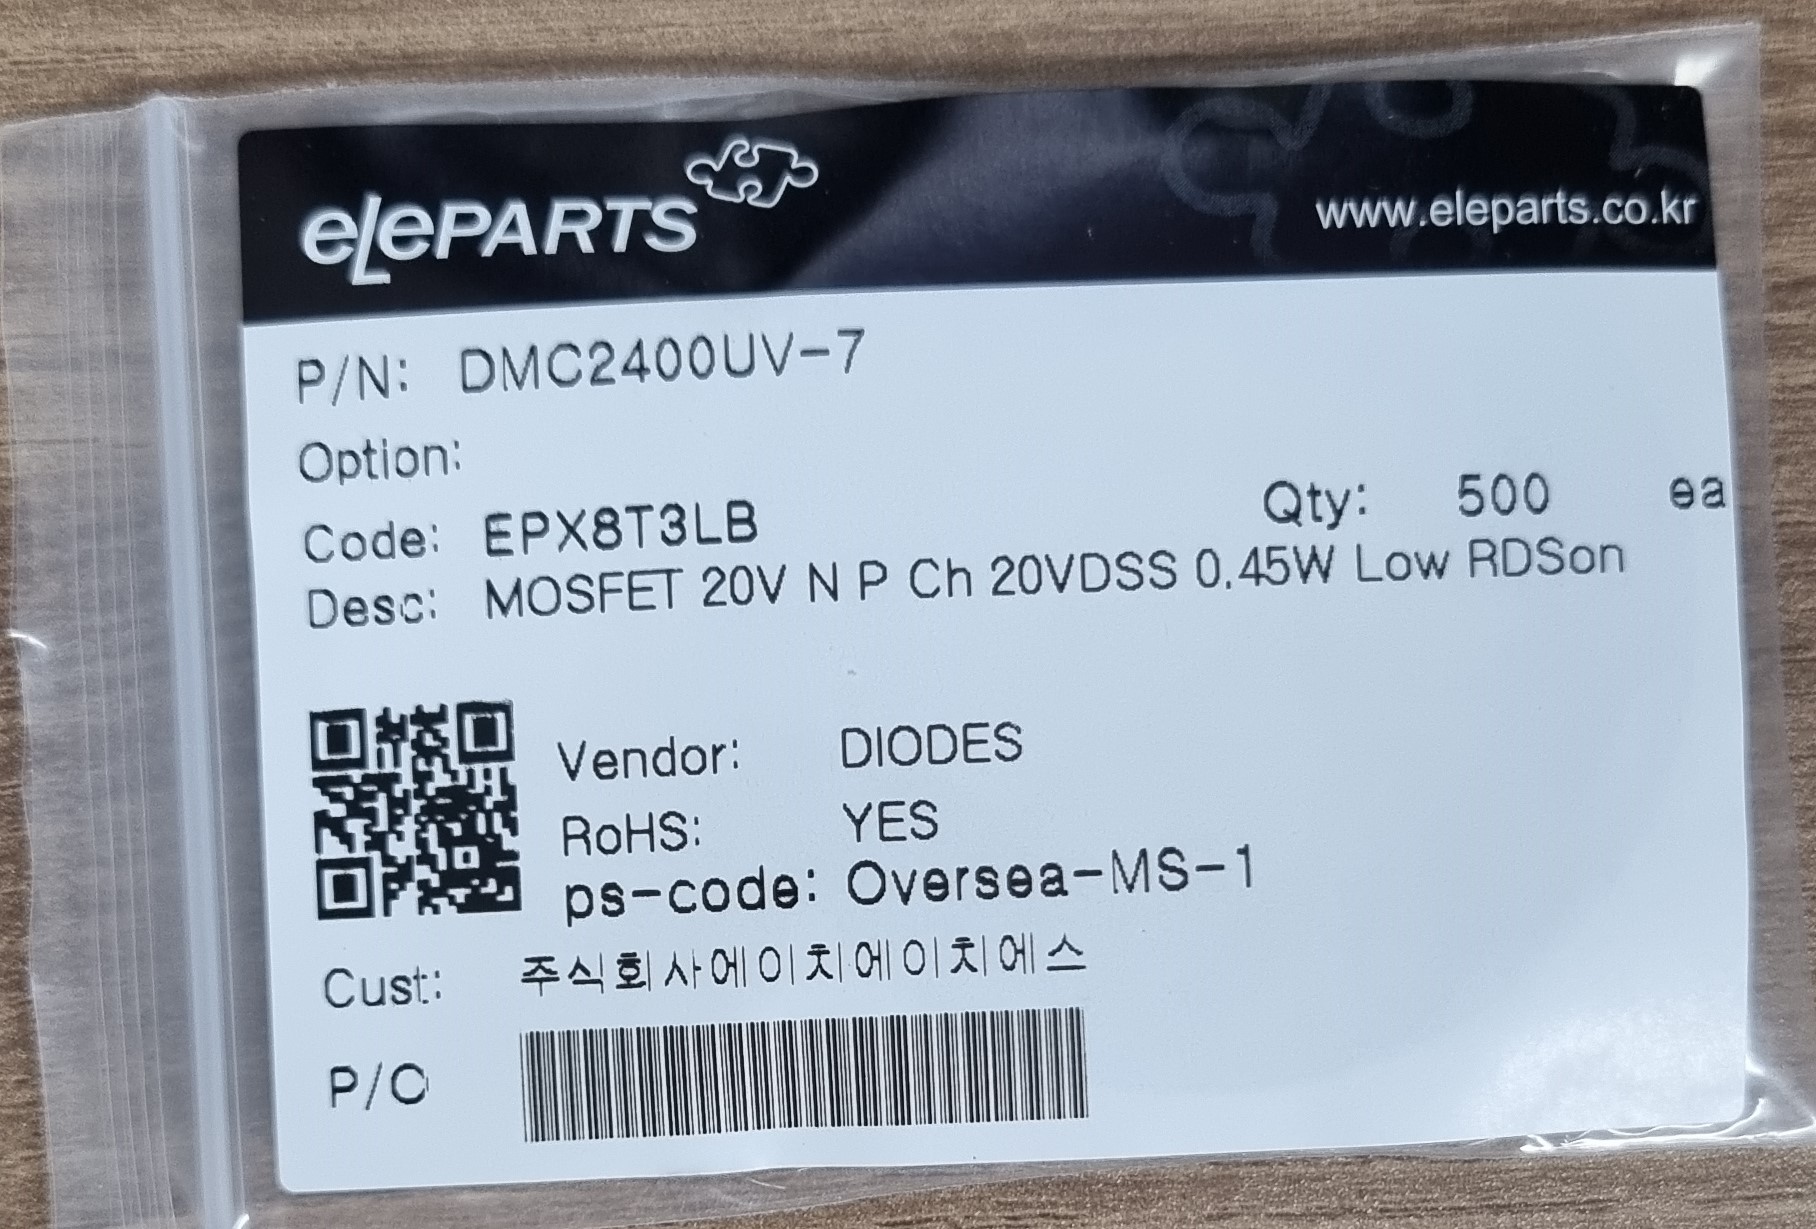 eLePARTS
www.eleparts.co.kr
P/N: DMC2400UV-7
Option:
Code: EPX8T3LB Qty: 500 ea
Desc: MOSFET 20V N P Ch 20VDSS 0.45W Low RDSon
Vendor: DIODES
RoHS: YES
ps-code: Oversea-MS-1
Cust: 주식회사에이치에이치에스
P/O